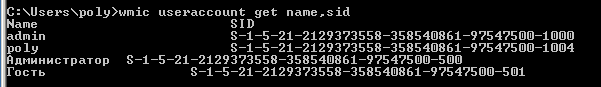 C:\Users\poly>wmic useraccount get name,sid
Name SID
admin S-1-5-21-2129373558-358540861-97547500-1000
poly S-1-5-21-2129373558-358540861-97547500-1004
Администратор S-1-5-21-2129373558-358540861-97547500-500
Гость S-1-5-21-2129373558-358540861-97547500-501